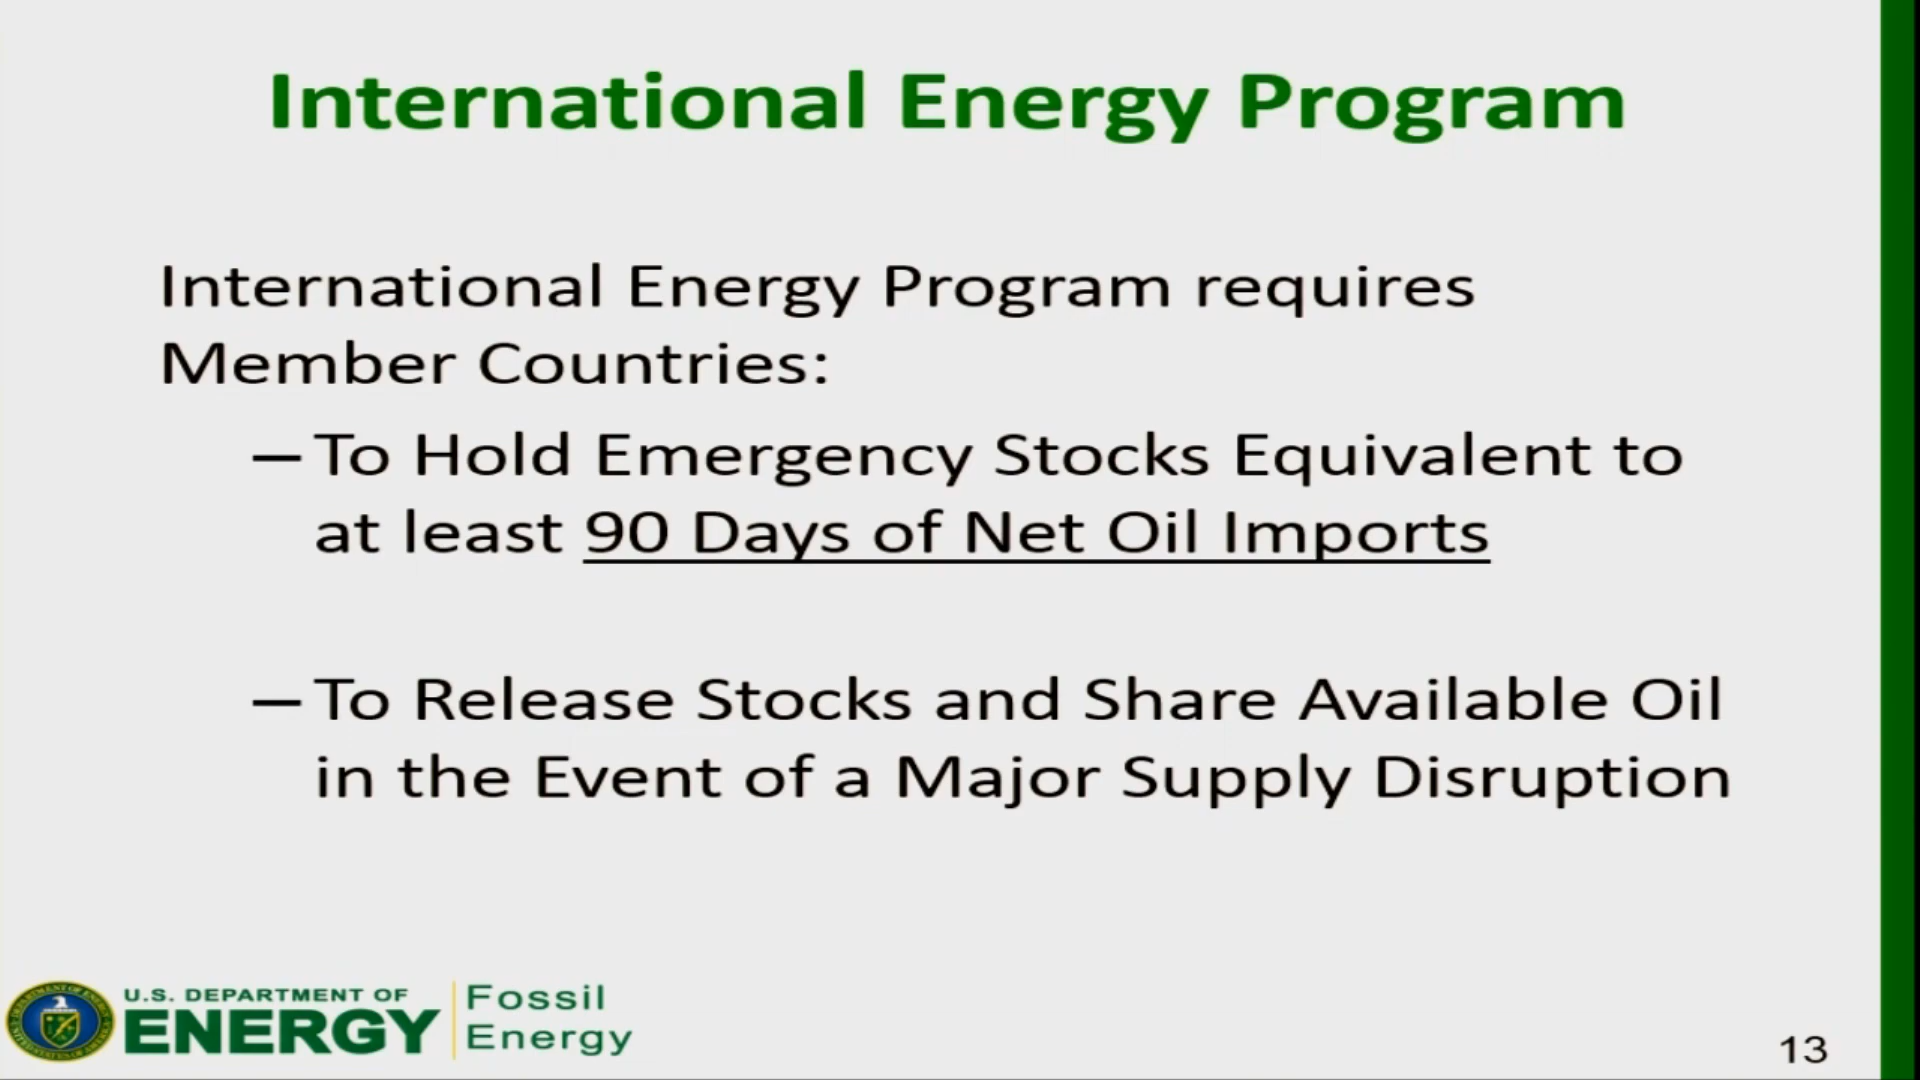 International Energy Program
International Energy Program requires
Member Countries:
– To Hold Emergency Stocks Equivalent to
at least 90 Days of Net Oil Imports
– To Release Stocks and Share Available Oil
in the Event of a Major Supply Disruption
U.S. DEPARTMENT OF
ENERGY
Fossil
Energy
13